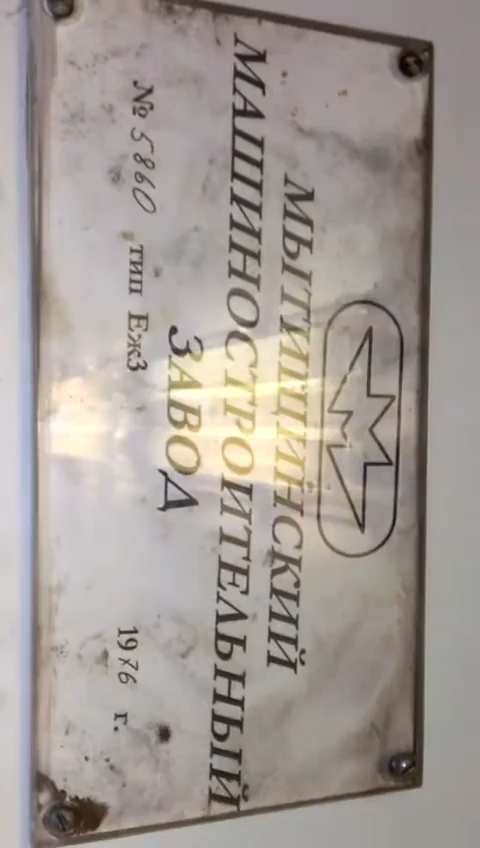 МЫТИЩИНСКИЙ
МАШИНОСТРОИТЕЛЬНЫЙ
ЗАВОД
№ 5860 тип Еж3 1976 г.